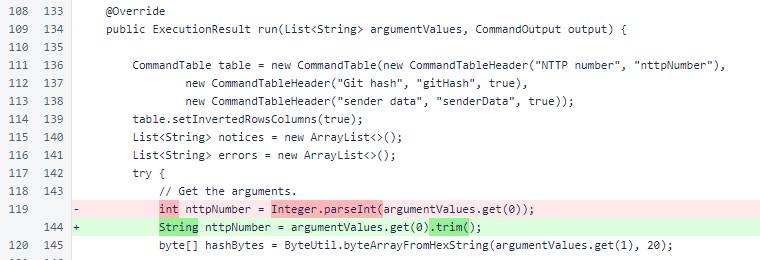 108 133 @Override
109 134 public ExecutionResult run(List<String> argumentValues, CommandOutput output) {
110 135
111 136 CommandTable table = new CommandTable(new CommandTableHeader("NTTP number", "nttpNumber"),
112 137 new CommandTableHeader("Git hash", "gitHash", true),
113 138 new CommandTableHeader("sender data", "senderData", true));
114 139 table.setInvertedRowsColumns(true);
115 140 List<String> notices = new ArrayList<>();
116 141 List<String> errors = new ArrayList<>();
117 142 try {
118 143 // Get the arguments.
119 - int nttpNumber = Integer.parseInt(argumentValues.get(0));
144 + String nttpNumber = argumentValues.get(0).trim();
120 145 byte[] hashBytes = ByteUtil.byteArrayFromHexString(argumentValues.get(1), 20);